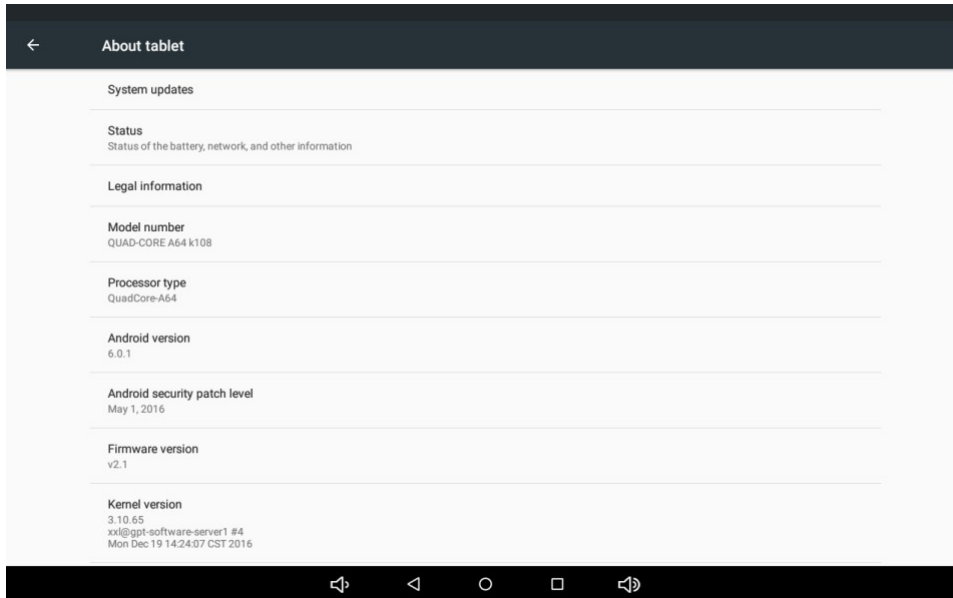 About tablet
System updates
Status
Status of the battery, network, and other information
Legal information
Model number
QUAD-CORE A64 k108
Processor type
QuadCore-A64
Android version
6.0.1
Android security patch level
May 1, 2016
Firmware version
v2.1
Kernel version
3.10.65
xxl@gpt-software-server1 #4
Mon Dec 19 14:24:07 CST 2016